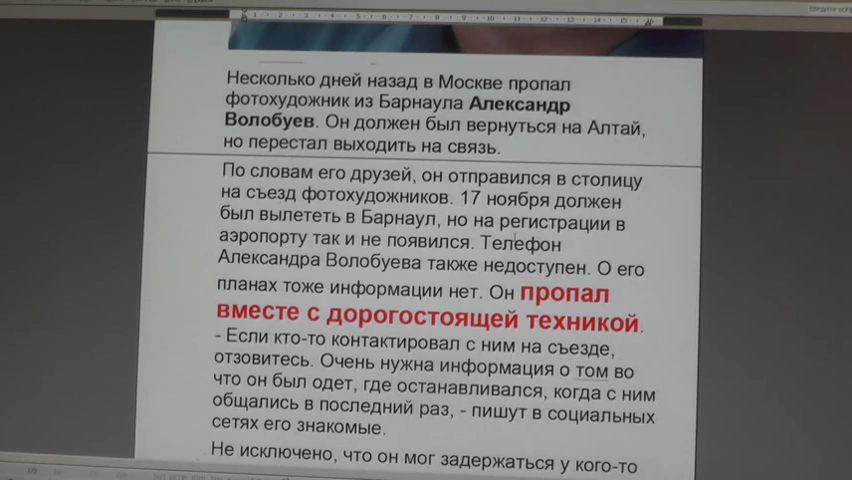 Несколько дней назад в Москве пропал
фотохудожник из Барнаула Александр
Волобуев. Он должен был вернуться на Алтай,
но перестал выходить на связь.
По словам его друзей, он отправился в столицу
на съезд фотохудожников. 17 ноября должен
был вылететь в Барнаул, но на регистрации в
аэропорту так и не появился. Телефон
Александра Волобуева также недоступен. О его
планах тоже информации нет. Он пропал
вместе с дорогостоящей техникой.
- Если кто-то контактировал с ним на съезде,
отзовитесь. Очень нужна информация о том во
что он был одет, где останавливался, когда с ним
общались в последний раз, - пишут в социальных
сетях его знакомые.
Не исключено, что он мог задержаться у кого-то